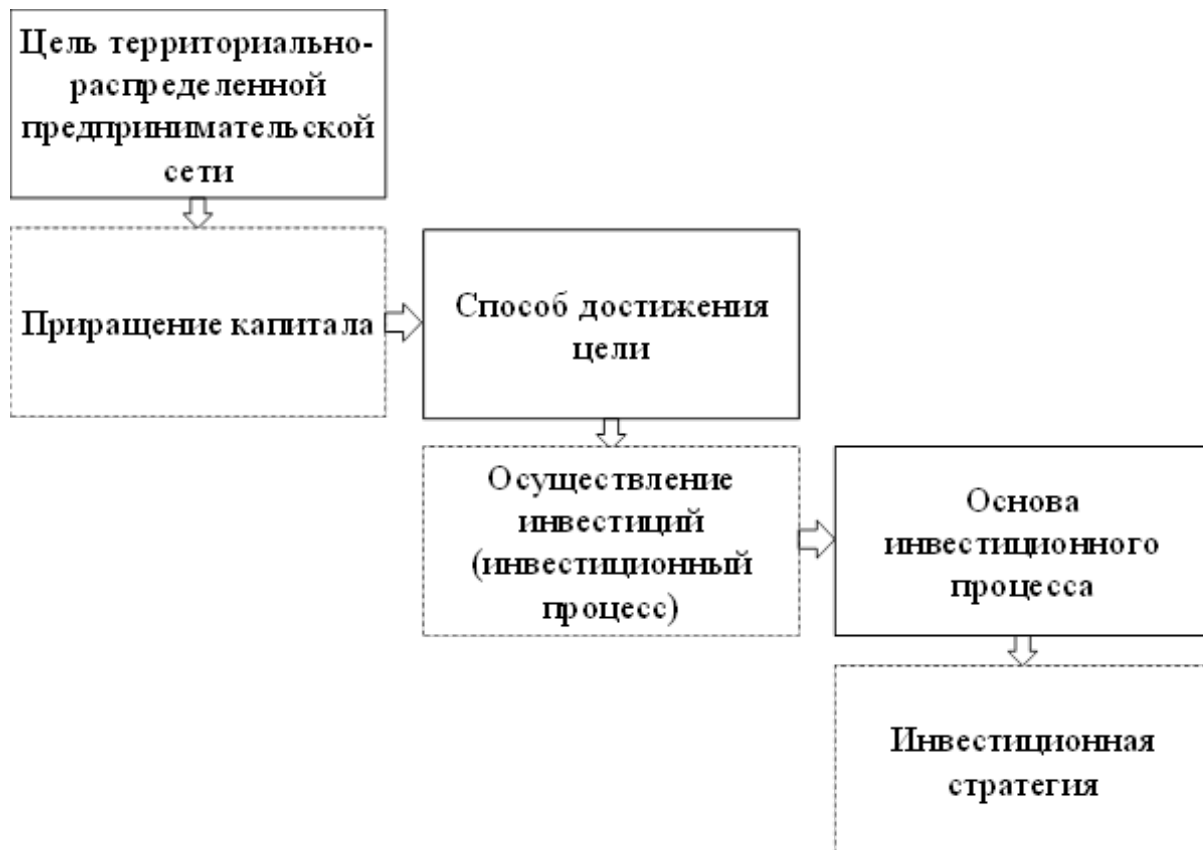 Цель территориально-
распределенной
предпринимательской
сети
Приращение капитала
Способ достижения
цели
Осуществление
инвестиций
(инвестиционный
процесс)
Основа
инвестиционного
процесса
Инвестиционная
стратегия